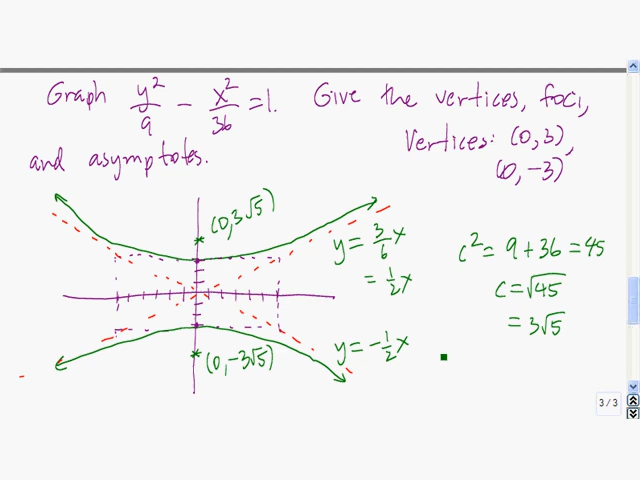 Graph y²/9 − x²/36 = 1. Give the vertices, foci,
and asymptotes.
Vertices: (0, 3),
(0, −3)
(0, 3√5)
y = 3/6 x
= 1/2 x
c² = 9 + 36 = 45
c = √45
= 3√5
y = −1/2 x
(0, −3√5)
3 / 3